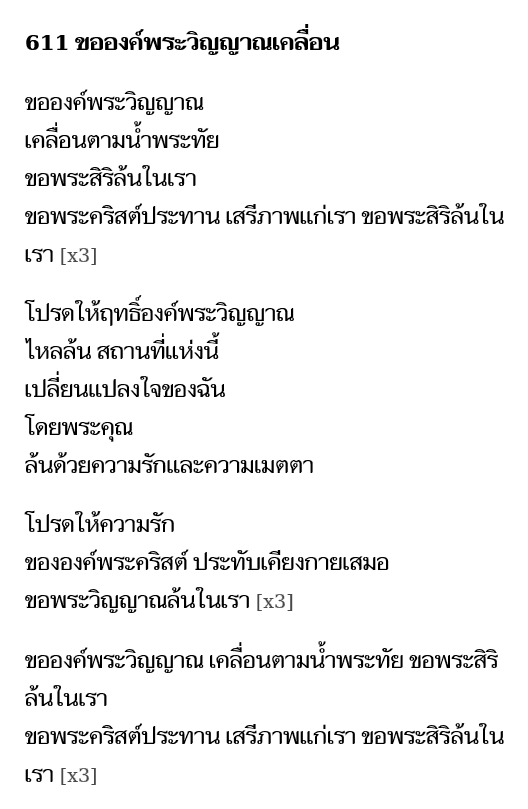 611 ขอองค์พระวิญญาณเคลื่อน
ขอองค์พระวิญญาณ
เคลื่อนตามน้ำพระทัย
ขอพระสิริล้นในเรา
ขอพระคริสต์ประทาน เสรีภาพแก่เรา ขอพระสิริล้นใน
เรา [x3]
โปรดให้ฤทธิ์องค์พระวิญญาณ
ไหลล้น สถานที่แห่งนี้
เปลี่ยนแปลงใจของฉัน
โดยพระคุณ
ล้นด้วยความรักและความเมตตา
โปรดให้ความรัก
ขององค์พระคริสต์ ประทับเคียงกายเสมอ
ขอพระวิญญาณล้นในเรา [x3]
ขอองค์พระวิญญาณ เคลื่อนตามน้ำพระทัย ขอพระสิริ
ล้นในเรา
ขอพระคริสต์ประทาน เสรีภาพแก่เรา ขอพระสิริล้นใน
เรา [x3]